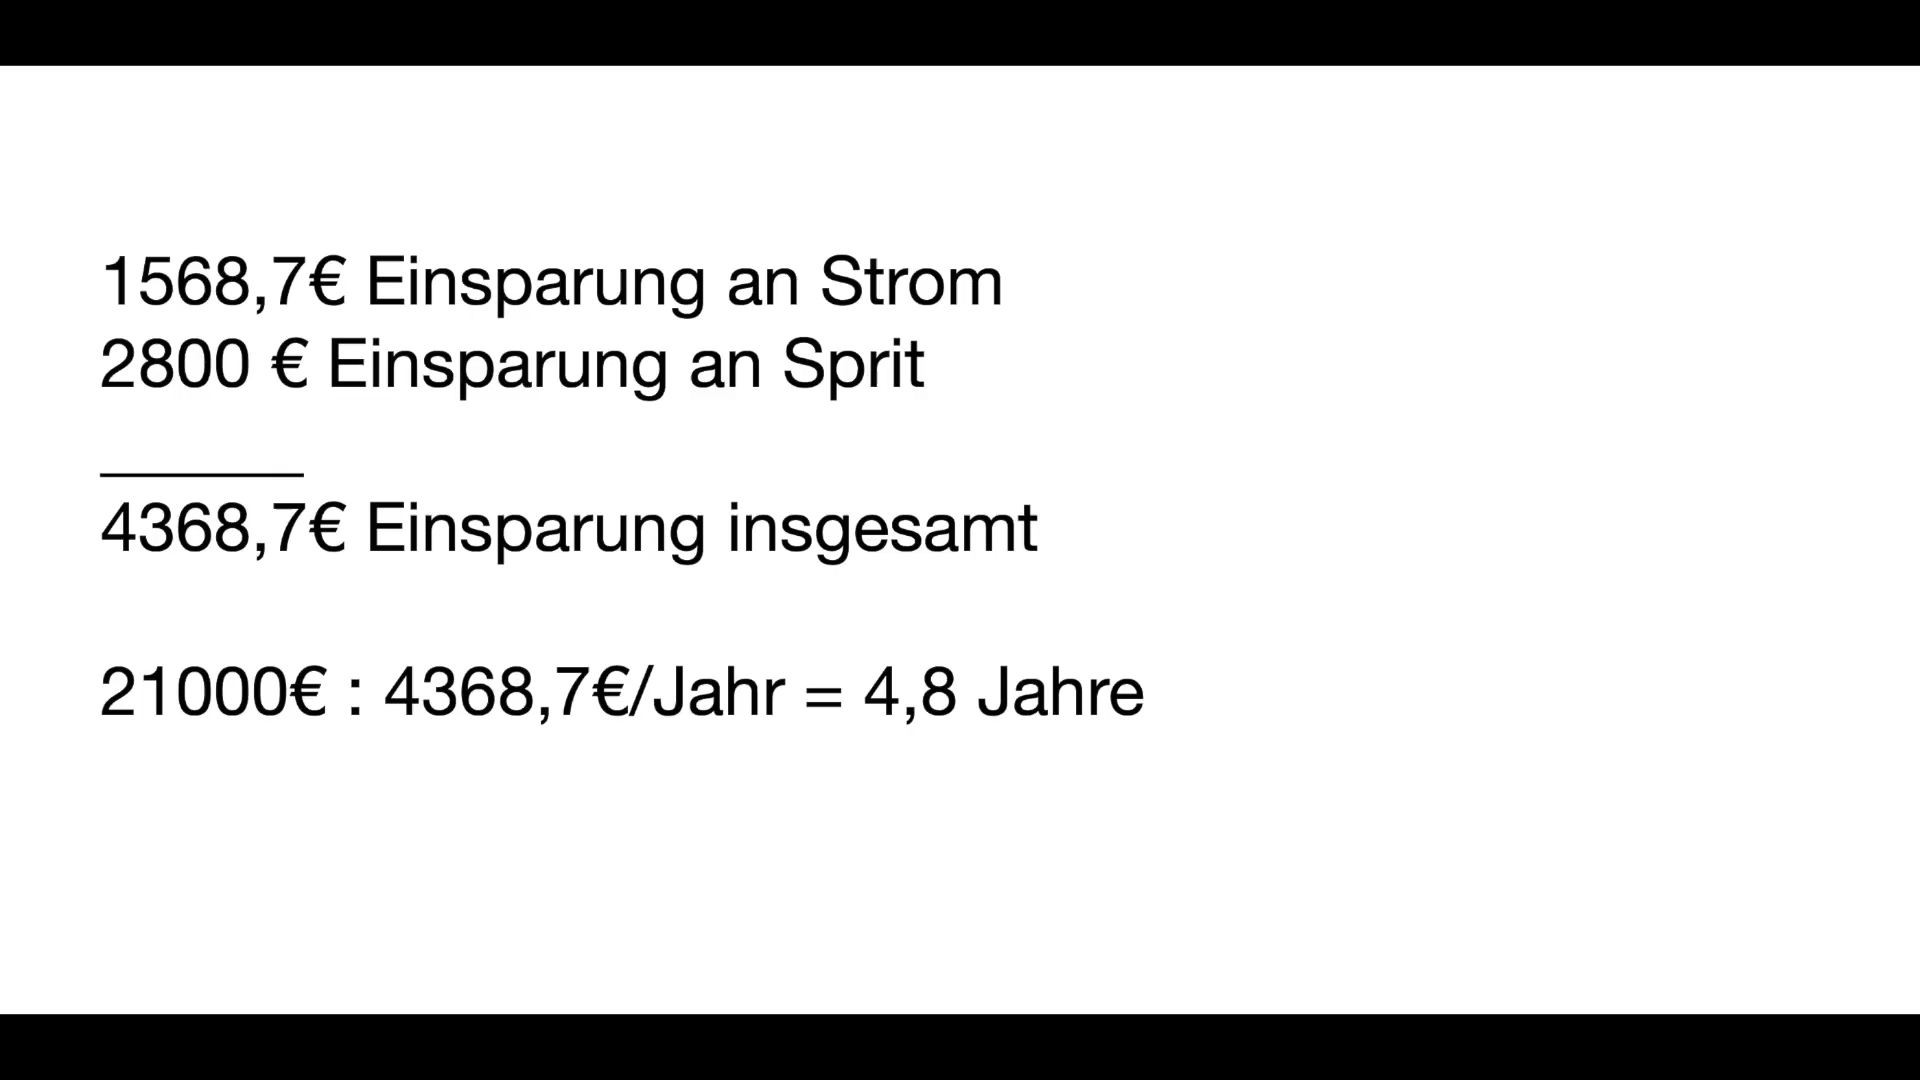 1568,7€ Einsparung an Strom
2800 € Einsparung an Sprit
______
4368,7€ Einsparung insgesamt
21000€ : 4368,7€/Jahr = 4,8 Jahre